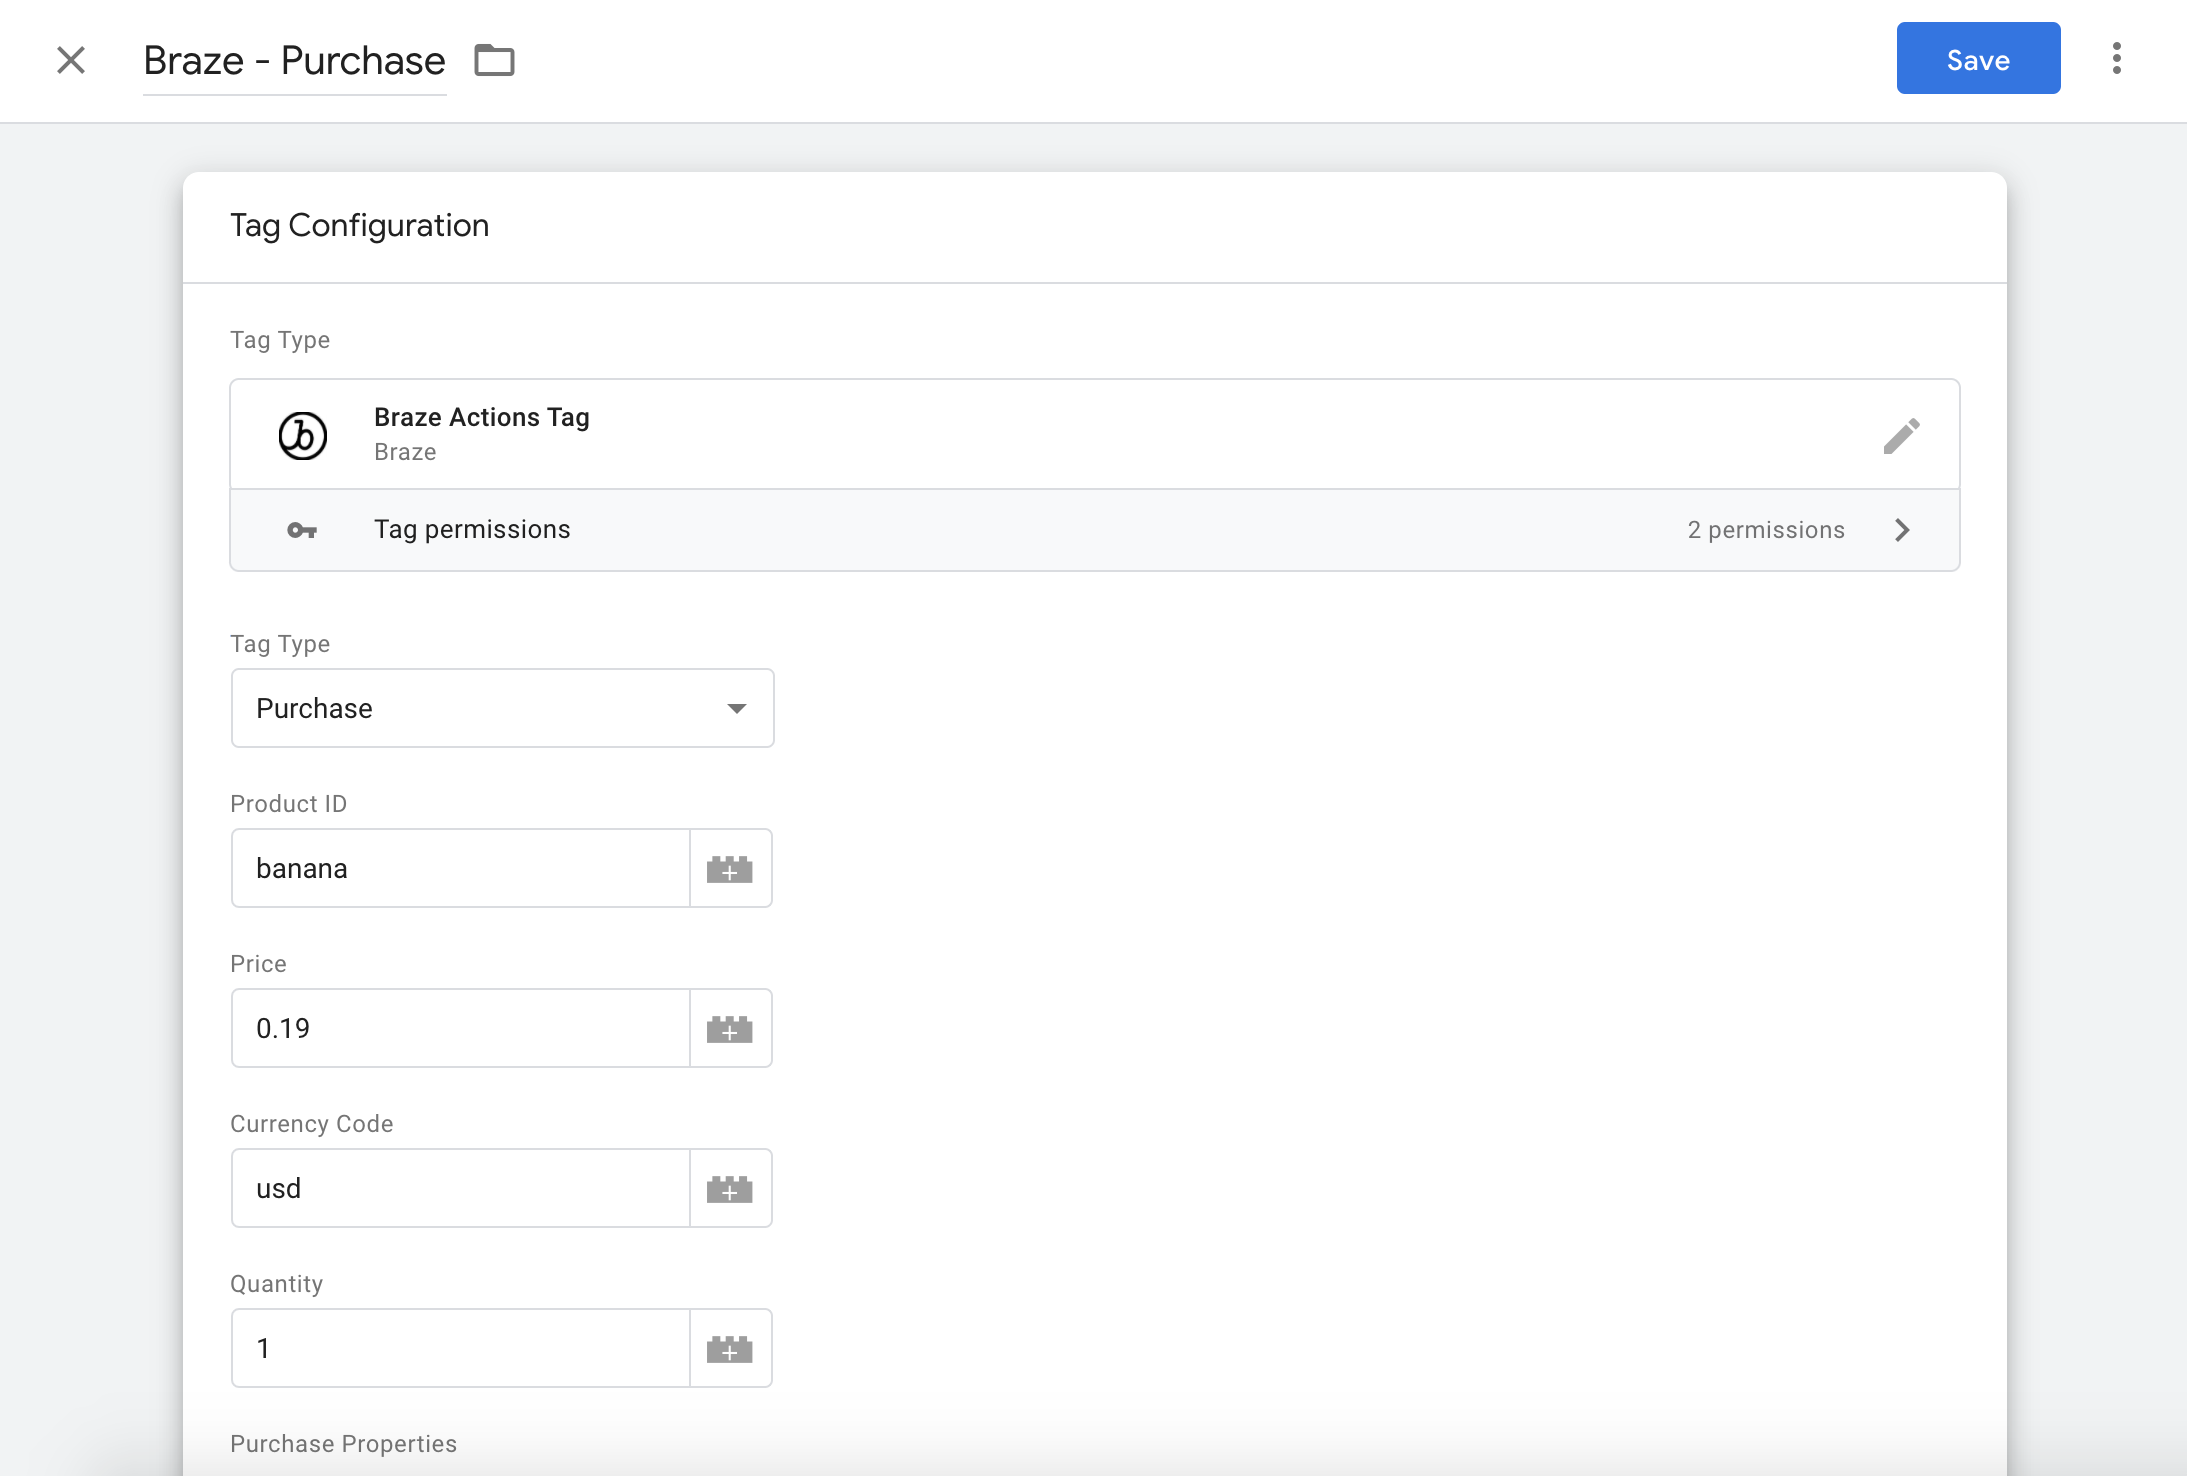 Braze - Purchase
Save
Tag Configuration
Tag Type
Braze Actions Tag
Braze
Tag permissions
2 permissions
Tag Type
Purchase
Product ID
banana
Price
0.19
Currency Code
usd
Quantity
1
Purchase Properties